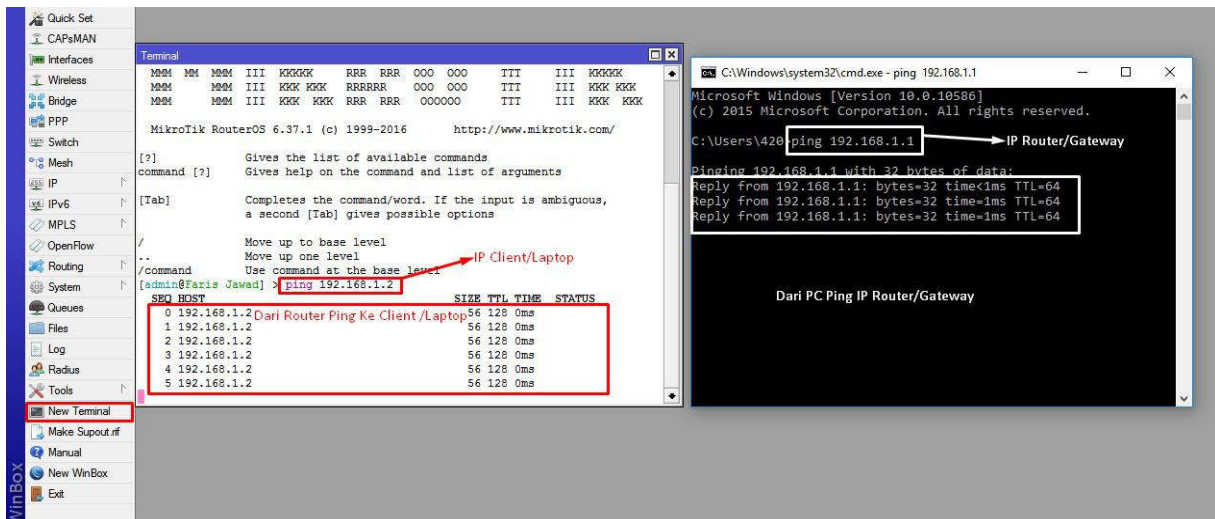 Quick Set
CAPsMAN
Interfaces
Wireless
Bridge
PPP
Switch
Mesh
IP
IPv6
MPLS
OpenFlow
Routing
System
Queues
Files
Log
Radius
Tools
New Terminal
Make Supout.rif
Manual
New WinBox
Exit
WinBox
Terminal
MMM MM MMM III KKKKK RRR RRR 000 000 TTT III KKKKK
MMM MMM III KKK KKK RRRRRR 000 000 TTT III KKK KKK
MMM MMM III KKK KKK RRR RRR 000000 TTT III KKK KKK
MikroTik RouterOS 6.37.1 (c) 1999-2016 http://www.mikrotik.com/
[?] Gives the list of available commands
command [?] Gives help on the command and list of arguments
[Tab] Completes the command/word. If the input is ambiguous,
a second [Tab] gives possible options
/ Move up to base level
.. Move up one level
/command Use command at the base level
IP Client/Laptop
[admin@Faris Jawad] > ping 192.168.1.2
SEQ HOST SIZE TTL TIME STATUS
0 192.168.1.2 56 128 0ms
Dari Router Ping Ke Client /Laptop
1 192.168.1.2 56 128 0ms
2 192.168.1.2 56 128 0ms
3 192.168.1.2 56 128 0ms
4 192.168.1.2 56 128 0ms
5 192.168.1.2 56 128 0ms
C:\Windows\system32\cmd.exe - ping 192.168.1.1
Microsoft Windows [Version 10.0.10586]
(c) 2015 Microsoft Corporation. All rights reserved.
C:\Users\420>ping 192.168.1.1
IP Router/Gateway
Pinging 192.168.1.1 with 32 bytes of data:
Reply from 192.168.1.1: bytes=32 time<1ms TTL=64
Reply from 192.168.1.1: bytes=32 time=1ms TTL=64
Reply from 192.168.1.1: bytes=32 time=1ms TTL=64
Dari PC Ping IP Router/Gateway